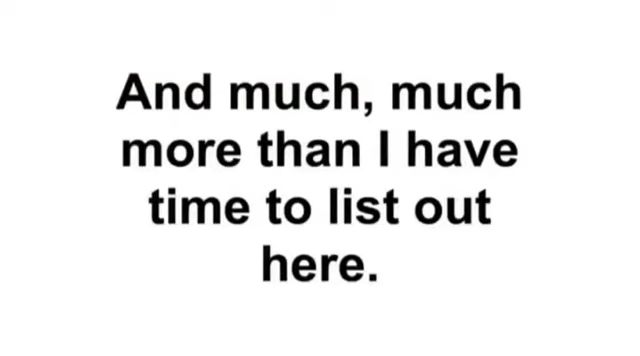 And much, much
more than I have
time to list out
here.